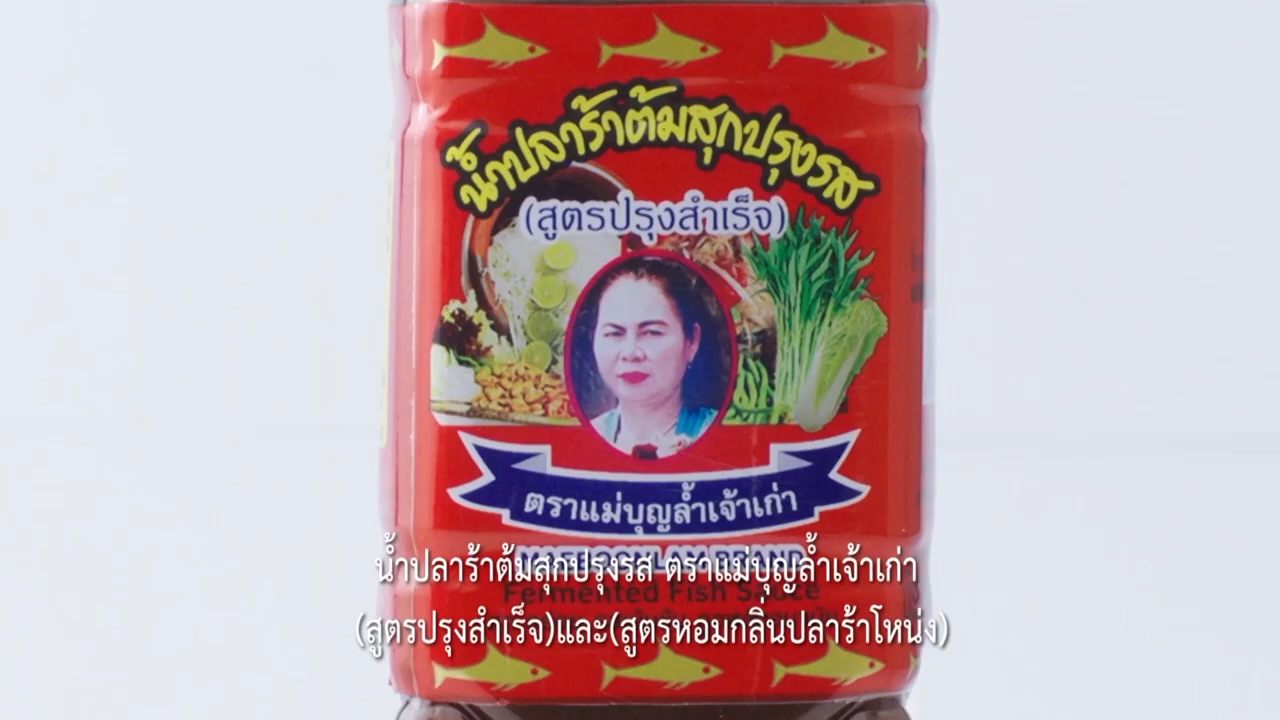 น้ำปลาร้าต้มสุกปรุงรส
(สูตรปรุงสำเร็จ)
ตราแม่บุญล้ำเจ้าเก่า
น้ำปลาร้าต้มสุกปรุงรส ตราแม่บุญล้ำเจ้าเก่า
Fermented Fish Sauce
(สูตรปรุงสำเร็จ)และ(สูตรหอมกลิ่นปลาร้าโหน่ง)